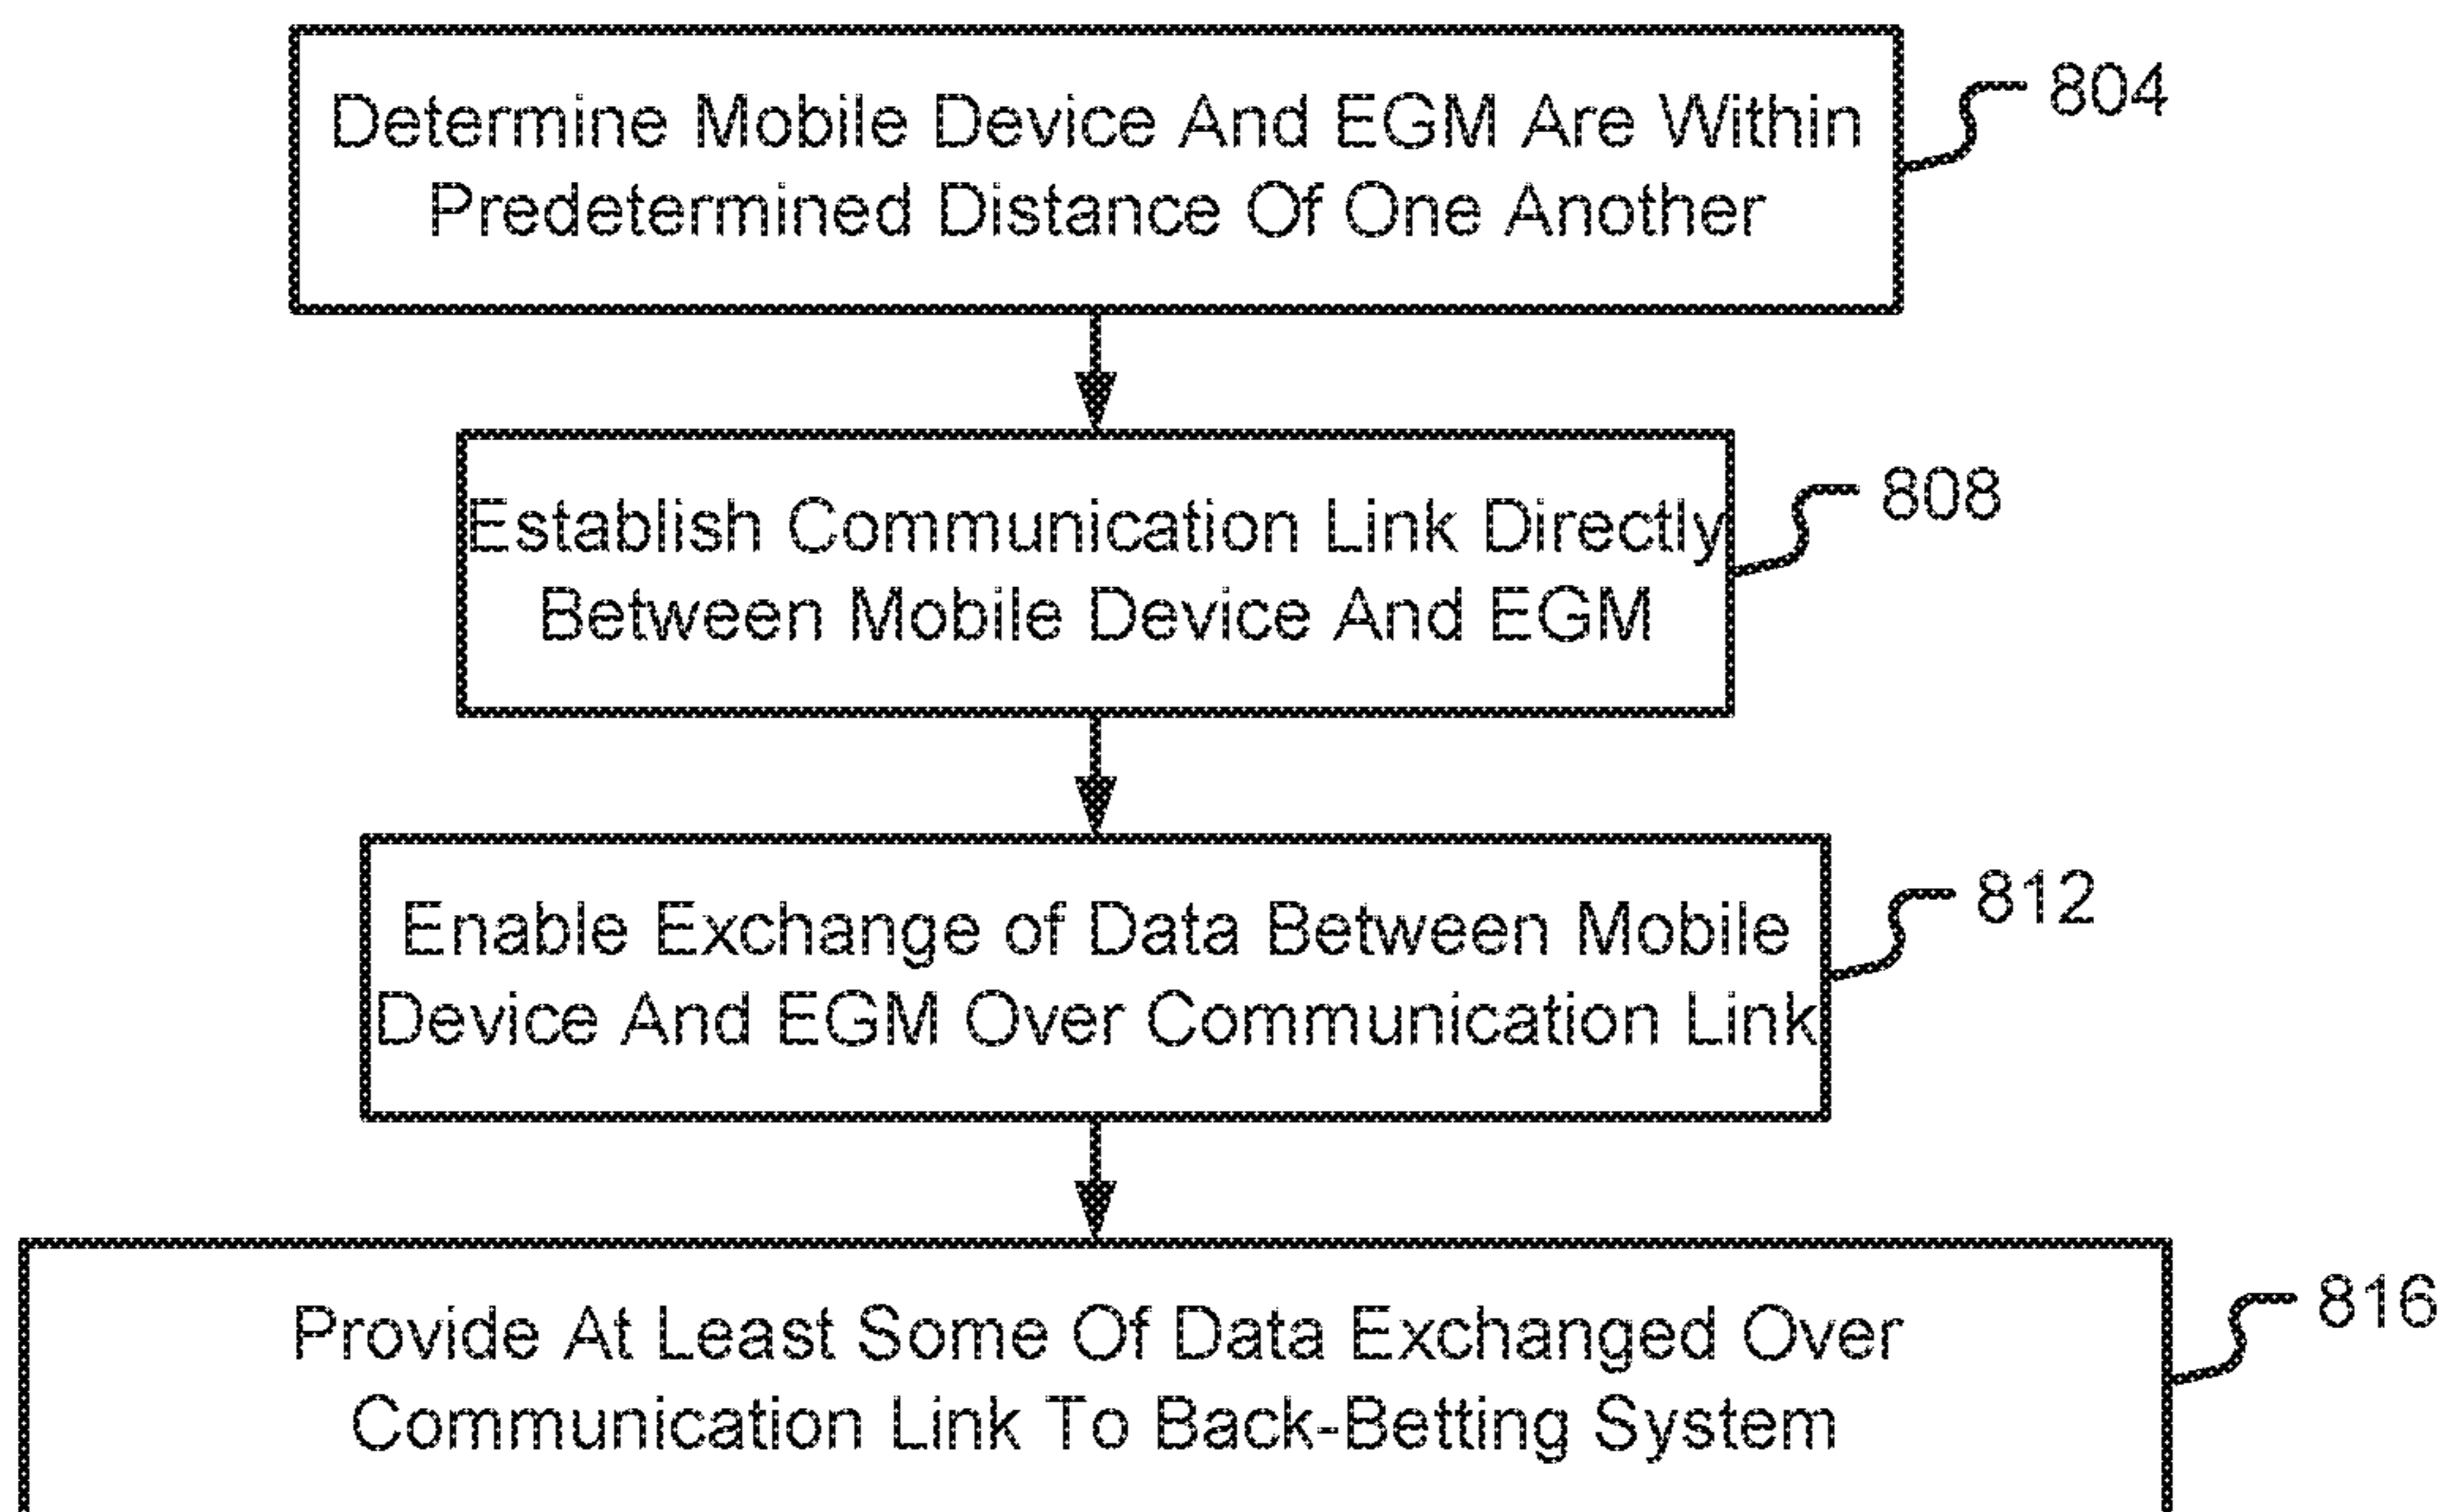 Determine Mobile Device And EGM Are Within
Predetermined Distance Of One Another
804
Establish Communication Link Directly
Between Mobile Device And EGM
808
Enable Exchange of Data Between Mobile
Device And EGM Over Communication Link
812
Provide At Least Some Of Data Exchanged Over
Communication Link To Back-Betting System
816